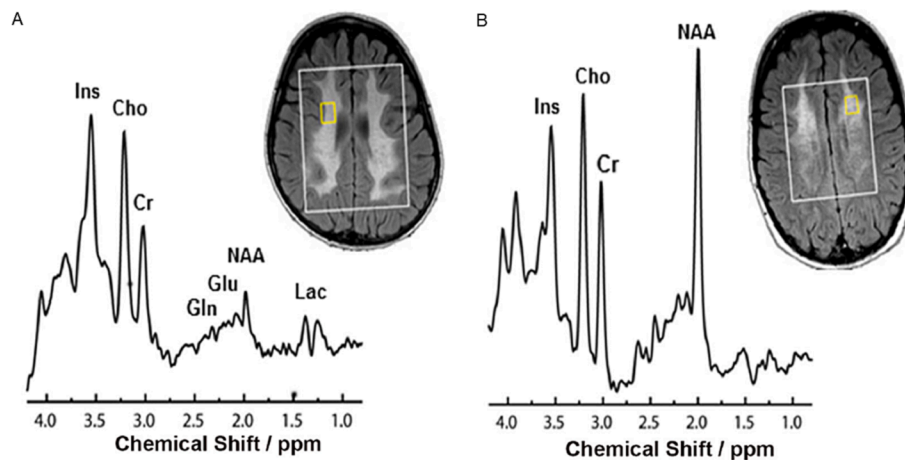 A
Ins
Cho
Cr
NAA
Glu
Gln
Lac
4.0 3.5 3.0 2.5 2.0 1.5 1.0
Chemical Shift / ppm
B
NAA
Cho
Ins
Cr
4.0 3.5 3.0 2.5 2.0 1.5 1.0
Chemical Shift / ppm